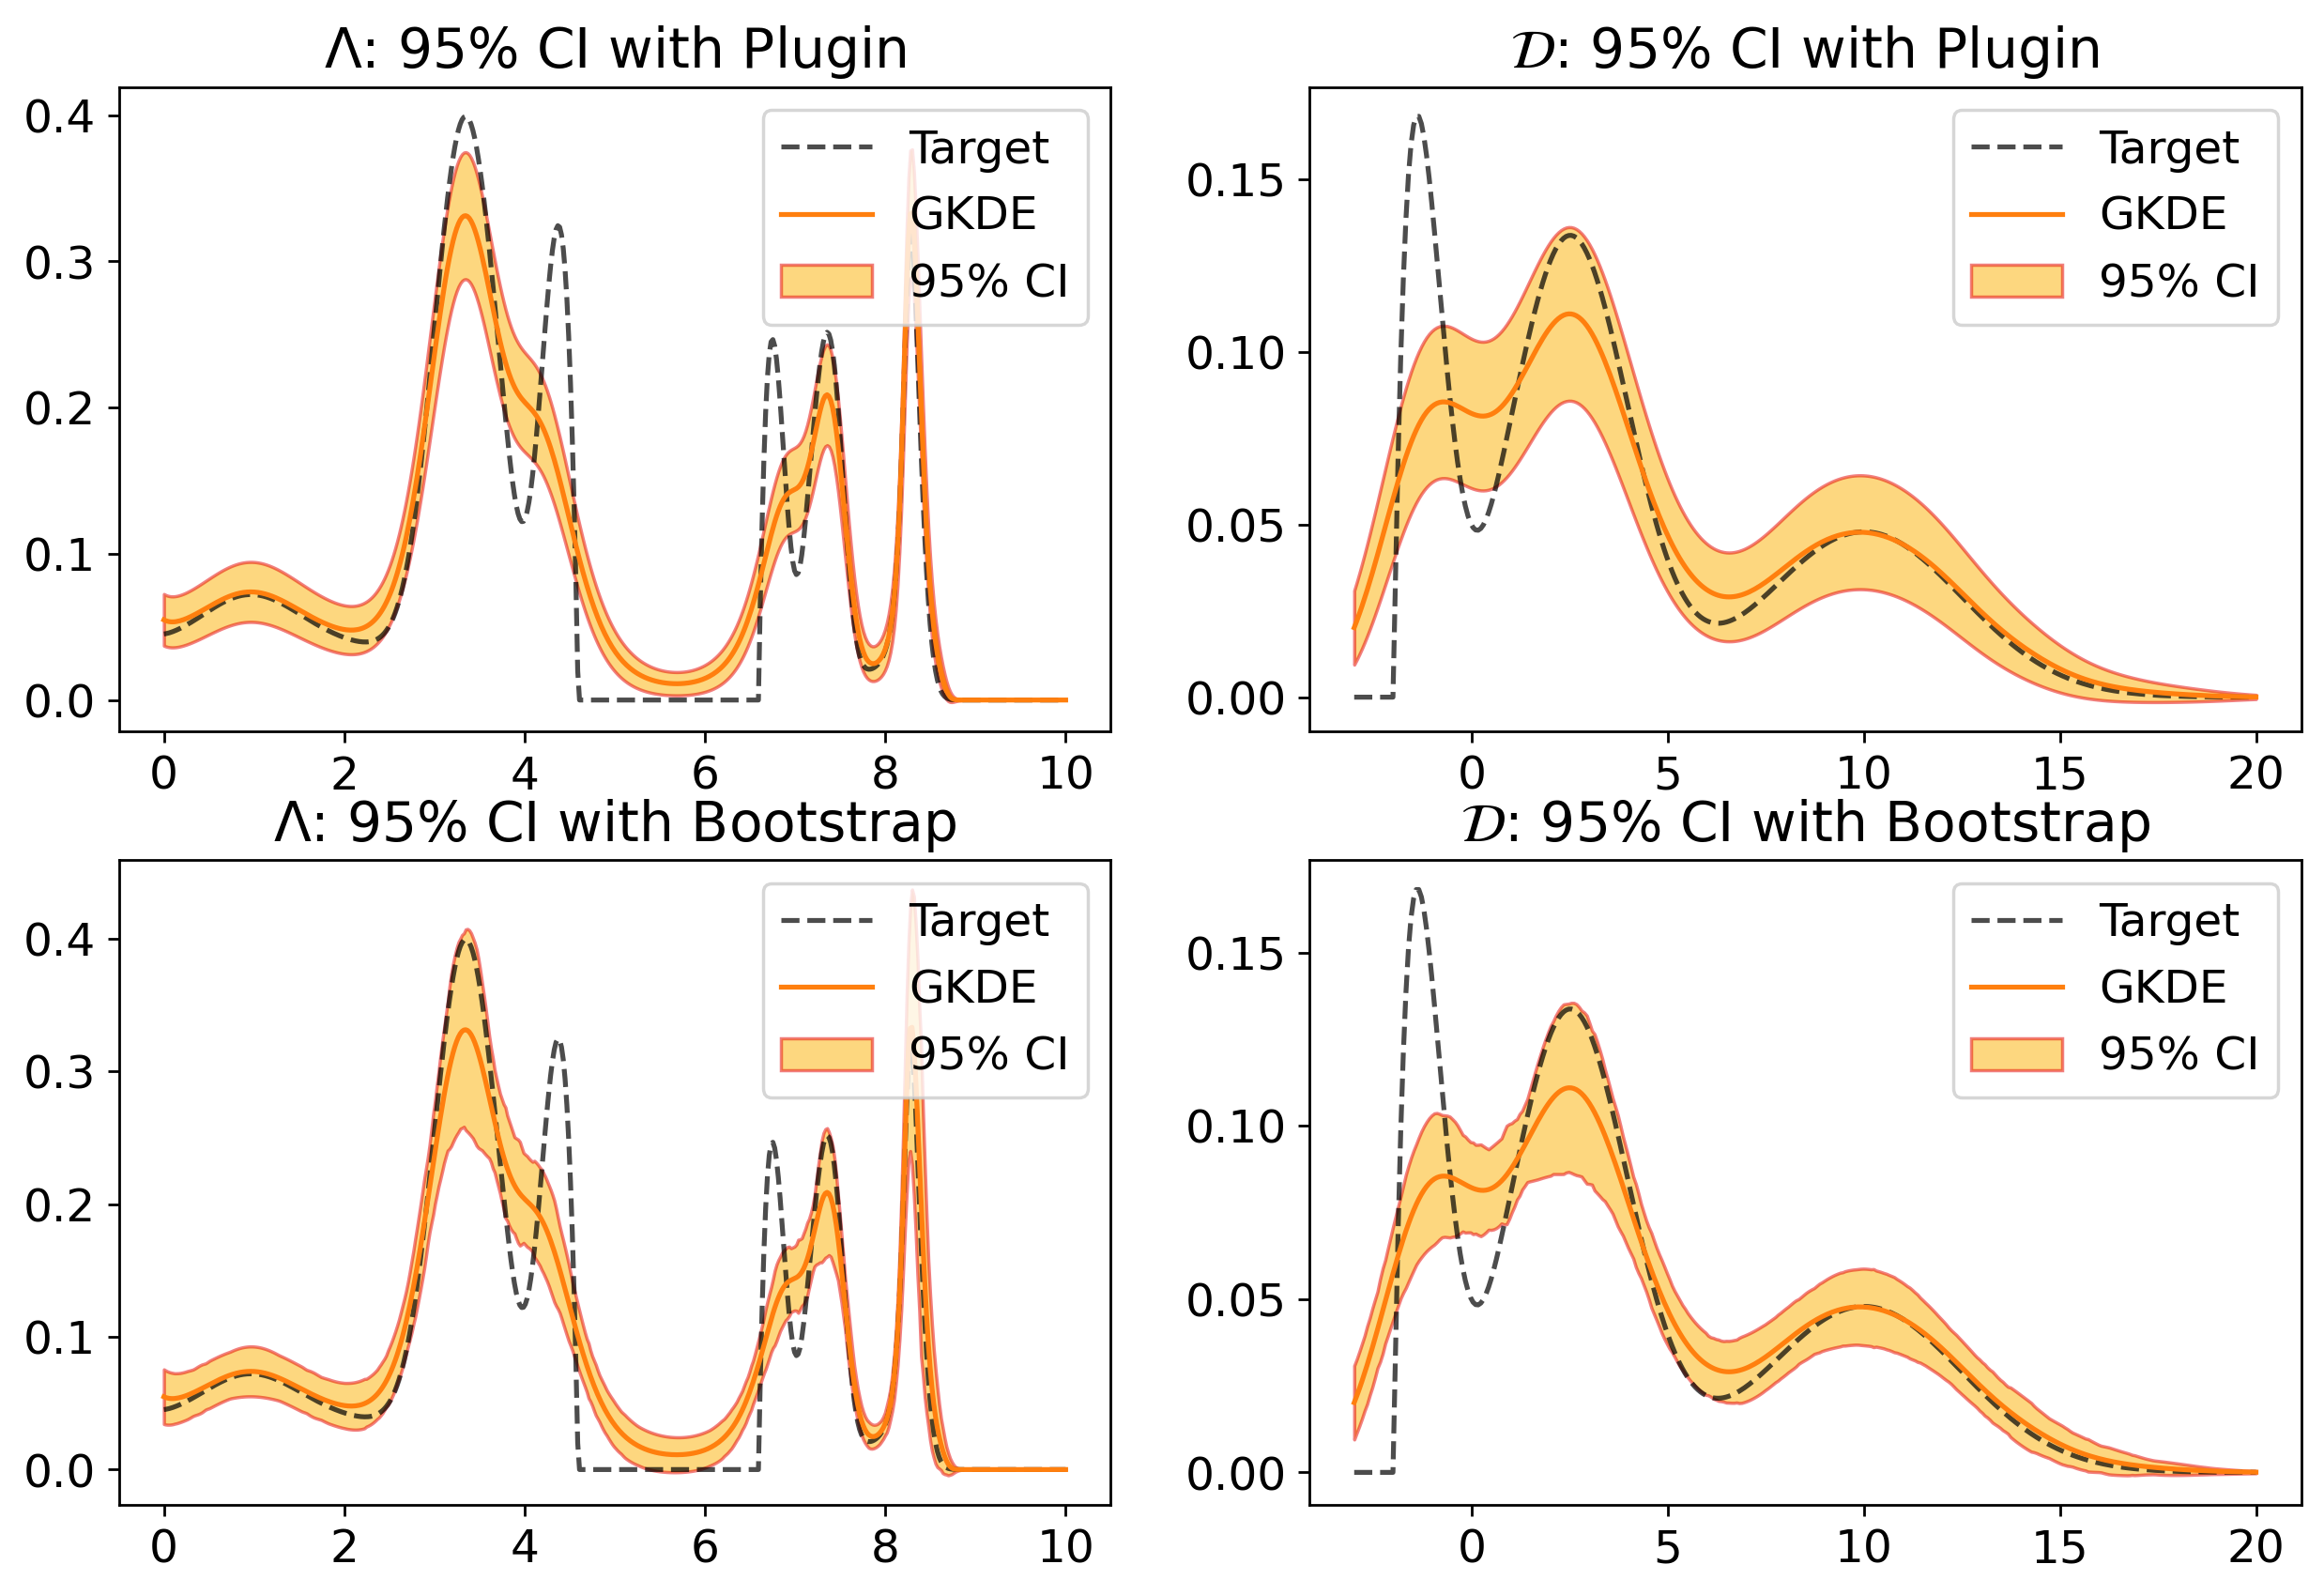 Λ: 95% CI with Plugin
0.4
0.3
0.2
0.1
0.0
0 2 4 6 8 10
Target
GKDE
95% CI
𝒟: 95% CI with Plugin
0.15
0.10
0.05
0.00
0 5 10 15 20
Target
GKDE
95% CI
Λ: 95% CI with Bootstrap
0.4
0.3
0.2
0.1
0.0
0 2 4 6 8 10
Target
GKDE
95% CI
𝒟: 95% CI with Bootstrap
0.15
0.10
0.05
0.00
0 5 10 15 20
Target
GKDE
95% CI